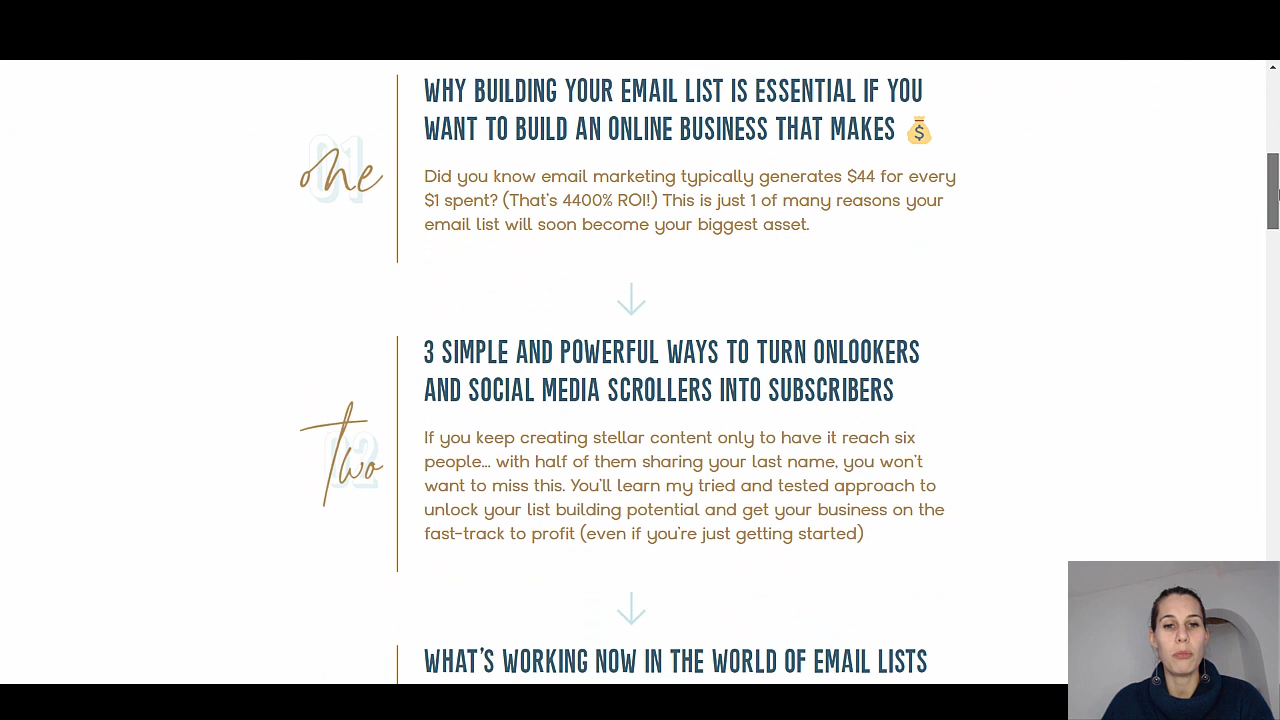 WHY BUILDING YOUR EMAIL LIST IS ESSENTIAL IF YOU
WANT TO BUILD AN ONLINE BUSINESS THAT MAKES 💰
01
one
Did you know email marketing typically generates $44 for every
$1 spent? (That's 4400% ROI!) This is just 1 of many reasons your
email list will soon become your biggest asset.
3 SIMPLE AND POWERFUL WAYS TO TURN ONLOOKERS
AND SOCIAL MEDIA SCROLLERS INTO SUBSCRIBERS
02
two
If you keep creating stellar content only to have it reach six
people... with half of them sharing your last name, you won't
want to miss this. You'll learn my tried and tested approach to
unlock your list building potential and get your business on the
fast-track to profit (even if you're just getting started)
WHAT'S WORKING NOW IN THE WORLD OF EMAIL LISTS